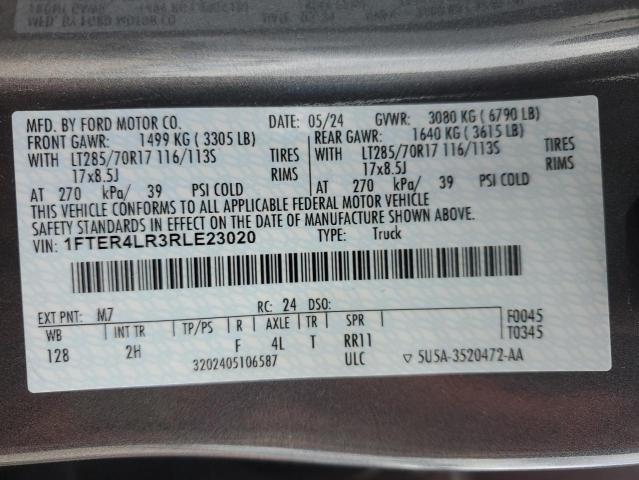 MFD. BY FORD MOTOR CO. DATE: 05/24 GVWR: 3080 KG ( 6790 LB)
FRONT GAWR: 1499 KG ( 3305 LB) REAR GAWR: 1640 KG ( 3615 LB)
WITH LT285/70R17 116/113S TIRES WITH LT285/70R17 116/113S TIRES
17x8.5J RIMS 17x8.5J RIMS
AT 270 kPa/ 39 PSI COLD AT 270 kPa/ 39 PSI COLD
THIS VEHICLE CONFORMS TO ALL APPLICABLE FEDERAL MOTOR VEHICLE
SAFETY STANDARDS IN EFFECT ON THE DATE OF MANUFACTURE SHOWN ABOVE.
VIN: 1FTER4LR3RLE23020 TYPE: Truck
EXT PNT: M7 RC: 24 DSO: F0045
WB INT TR TP/PS R AXLE TR SPR T0345
128 2H F 4L T RR11
3202405106587 ULC ▽ 5U5A-3520472-AA